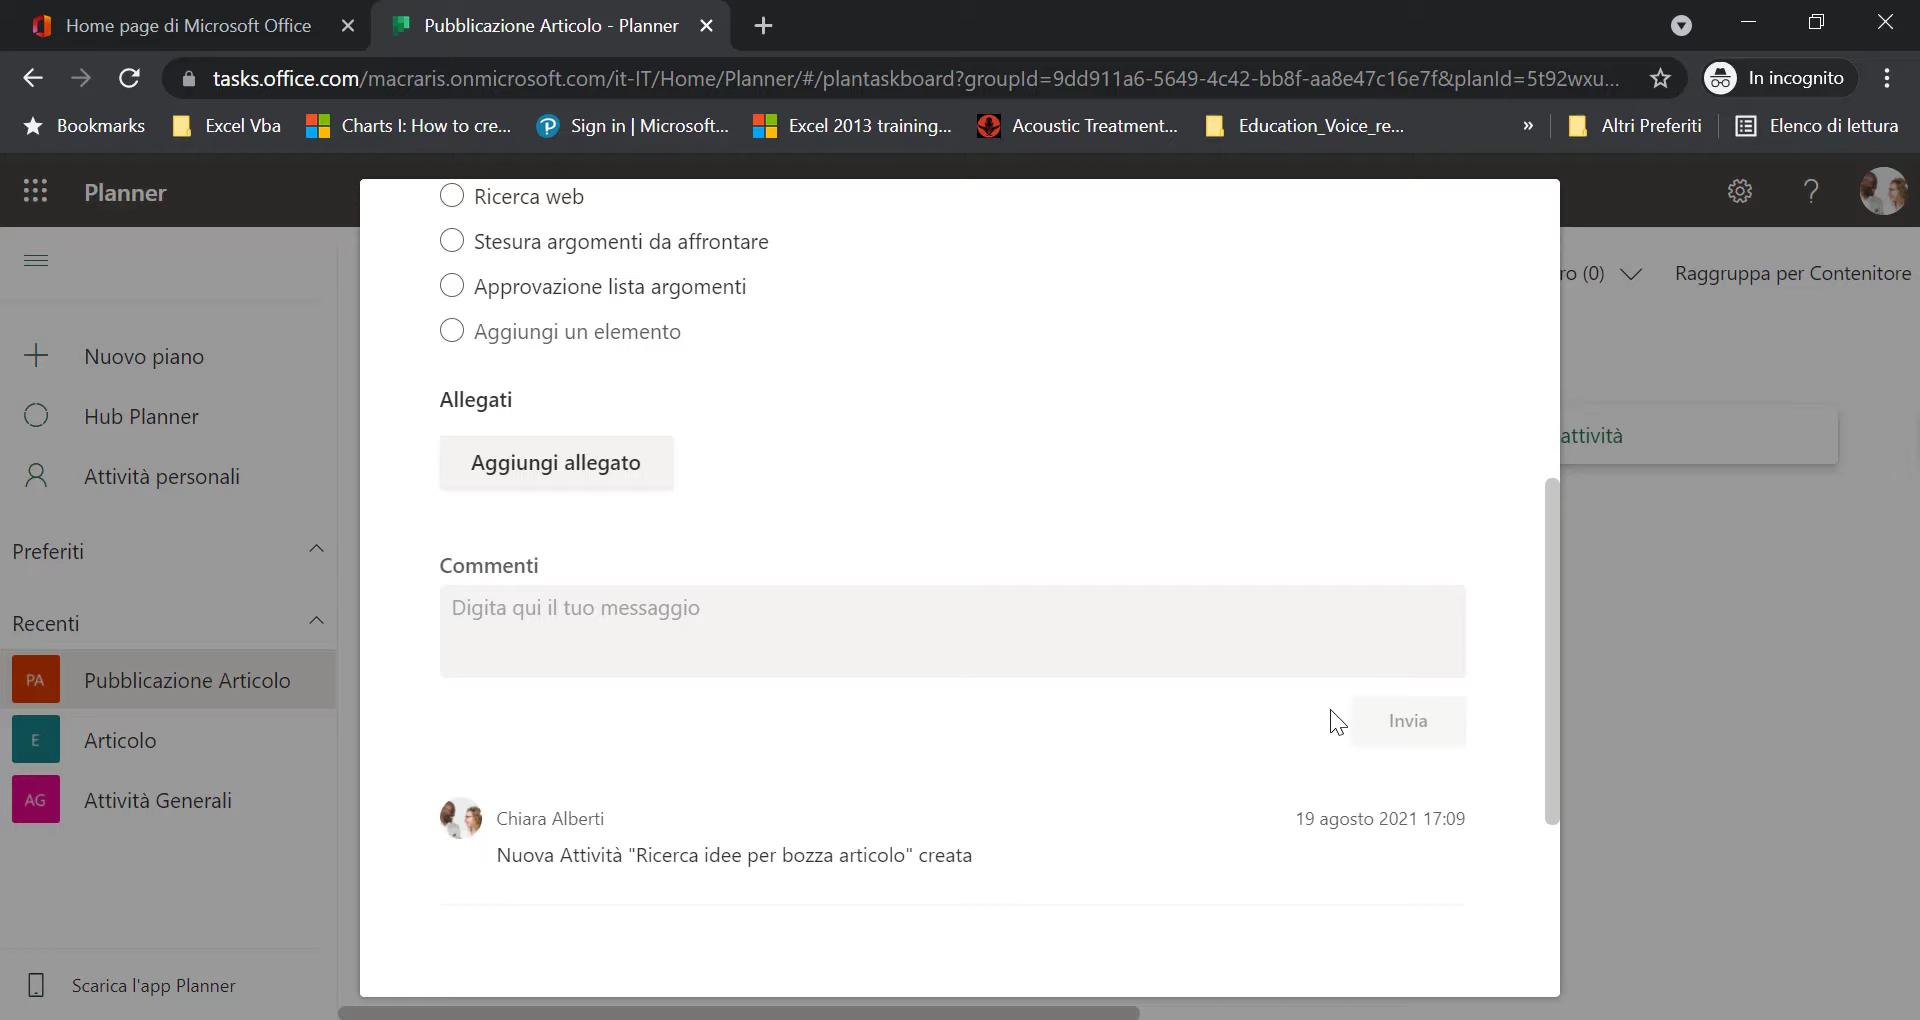 Home page di Microsoft Office
Pubblicazione Articolo - Planner
tasks.office.com/macraris.onmicrosoft.com/it-IT/Home/Planner/#/plantaskboard?groupId=9dd911a6-5649-4c42-bb8f-aa8e47c16e7f&planId=5t92wxu...
In incognito
Bookmarks
Excel Vba
Charts I: How to cre...
Sign in | Microsoft...
Excel 2013 training...
Acoustic Treatment...
Education_Voice_re...
»
Altri Preferiti
Elenco di lettura
Planner
?
Ricerca web
Stesura argomenti da affrontare
Approvazione lista argomenti
Aggiungi un elemento
Allegati
Aggiungi allegato
Commenti
Digita qui il tuo messaggio
Invia
Chiara Alberti
19 agosto 2021 17:09
Nuova Attività "Ricerca idee per bozza articolo" creata
ro (0)
Raggruppa per Contenitore
attività
Nuovo piano
Hub Planner
Attività personali
Preferiti
Recenti
PA
Pubblicazione Articolo
E
Articolo
AG
Attività Generali
Scarica l'app Planner